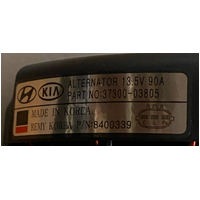 KIA ALTERNATOR 13.5V 90A
PART NO.37300-03805
MADE IN KOREA
REMY KOREA P/N 8400339